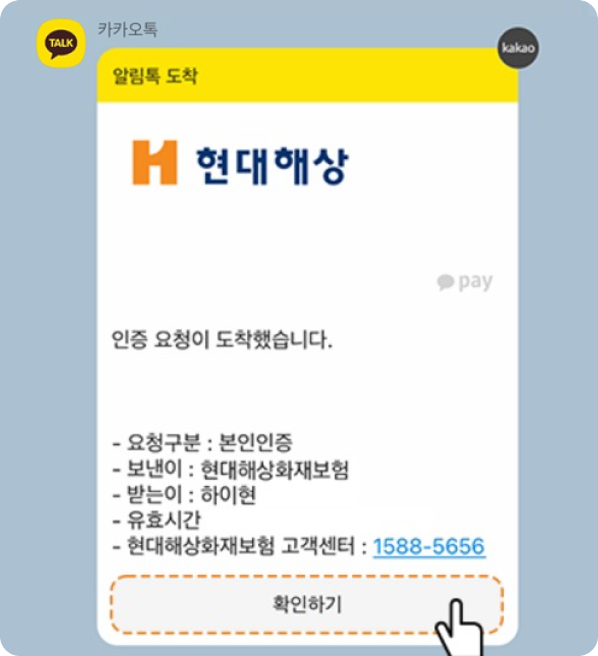 카카오톡
TALK
kakao
알림톡 도착
현대해상
pay
인증 요청이 도착했습니다.
- 요청구분 : 본인인증
- 보낸이 : 현대해상화재보험
- 받는이 : 하이현
- 유효시간
- 현대해상화재보험 고객센터 : 1588-5656
확인하기